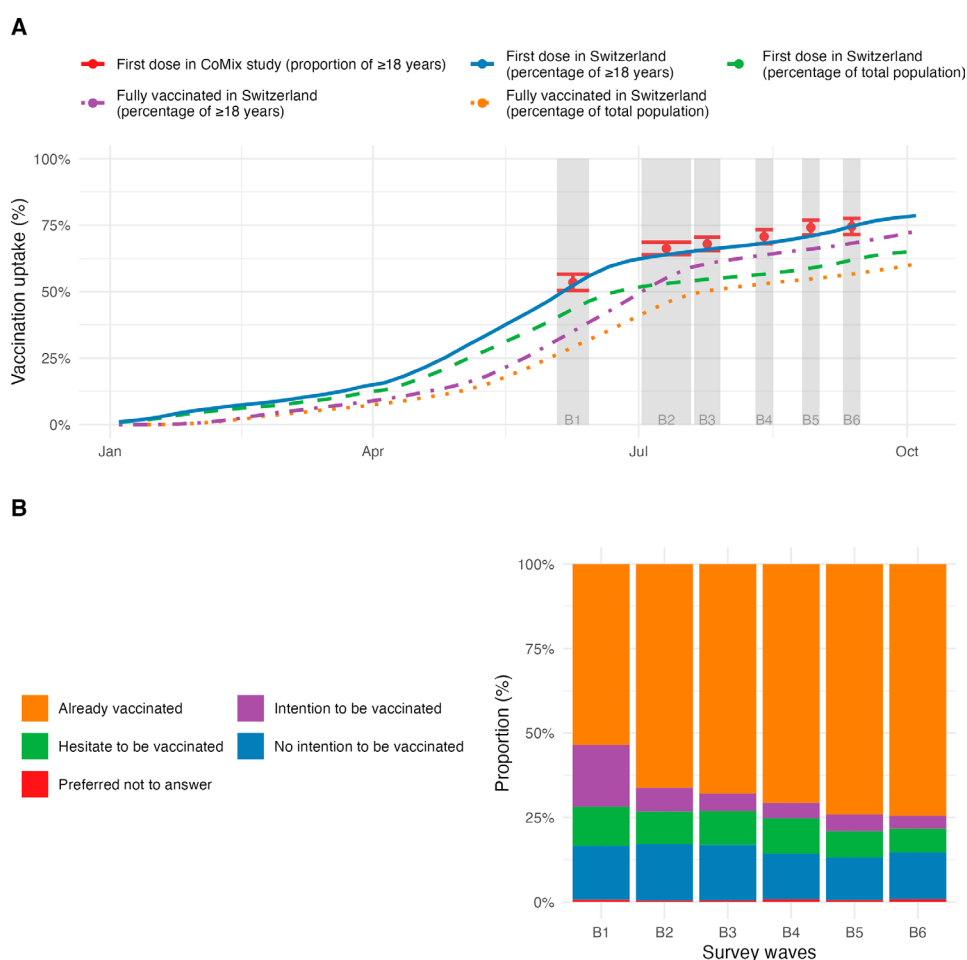 A
First dose in CoMix study (proportion of ≥18 years)
First dose in Switzerland
(percentage of ≥18 years)
First dose in Switzerland
(percentage of total population)
Fully vaccinated in Switzerland
(percentage of ≥18 years)
Fully vaccinated in Switzerland
(percentage of total population)
Vaccination uptake (%)
100%
75%
50%
25%
0%
B1
B2
B3
B4
B5
B6
Jan
Apr
Jul
Oct
B
Already vaccinated
Intention to be vaccinated
Hesitate to be vaccinated
No intention to be vaccinated
Preferred not to answer
Proportion (%)
100%
75%
50%
25%
0%
B1
B2
B3
B4
B5
B6
Survey waves